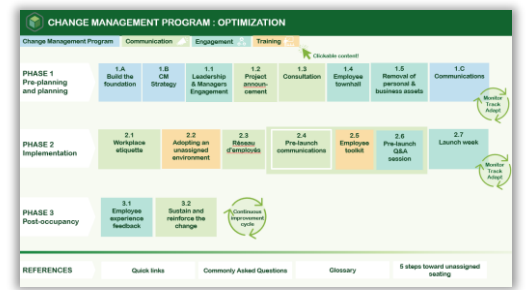 CHANGE MANAGEMENT PROGRAM : OPTIMIZATION
Change Management Program
Communication
Engagement
Training
Clickable content!
PHASE 1
Pre-planning
and planning
1.A
Build the
foundation
1.B
CM
Strategy
1.1
Leadership
& Managers
Engagement
1.2
Project
announ-
cement
1.3
Consultation
1.4
Employee
townhall
1.5
Removal of
personal &
business assets
1.C
Communications
Monitor
Track
Adapt
PHASE 2
Implementation
2.1
Workplace
etiquette
2.2
Adopting an
unassigned
environment
2.3
Réseau
d'employés
2.4
Pre-launch
communications
2.5
Employee
toolkit
2.6
Pre-launch
Q&A
session
2.7
Launch week
Monitor
Track
Adapt
PHASE 3
Post-occupancy
3.1
Employee
experience
feedback
3.2
Sustain and
reinforce the
change
Continuous
improvement
cycle
REFERENCES
Quick links
Commonly Asked Questions
Glossary
5 steps toward unassigned
seating